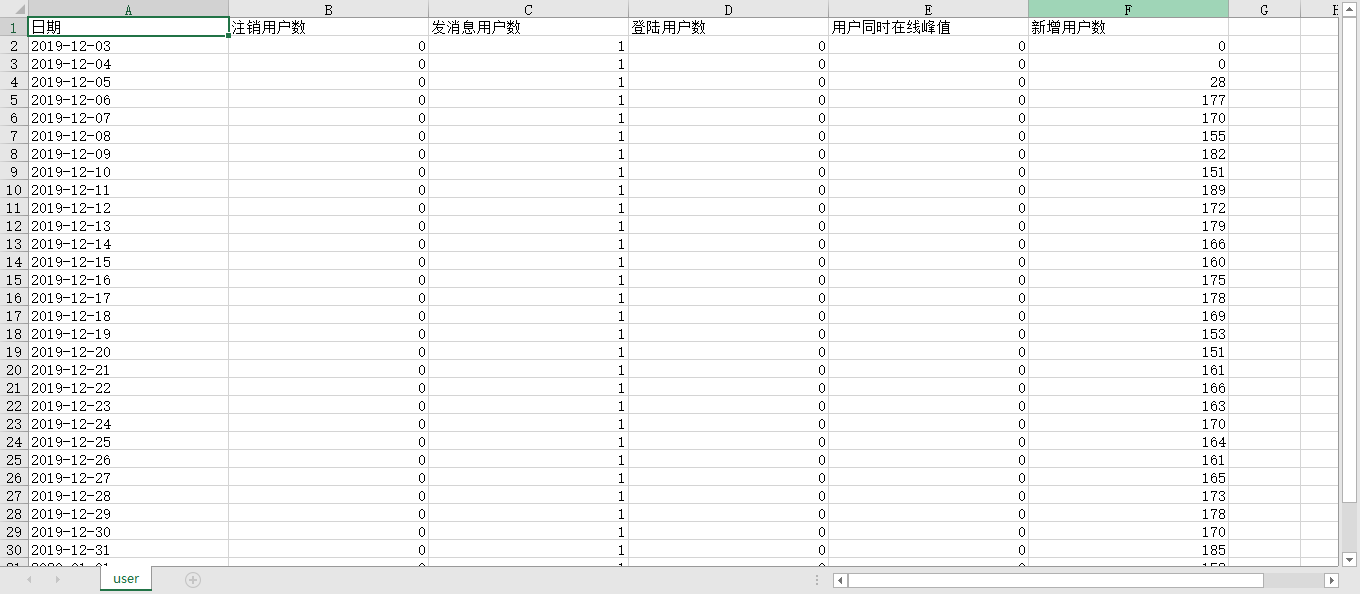 A B C D E F G
1 日期 注销用户数 发消息用户数 登陆用户数 用户同时在线峰值 新增用户数
2 2019-12-03 0 1 0 0 0
3 2019-12-04 0 1 0 0 0
4 2019-12-05 0 1 0 0 28
5 2019-12-06 0 1 0 0 177
6 2019-12-07 0 1 0 0 170
7 2019-12-08 0 1 0 0 155
8 2019-12-09 0 1 0 0 182
9 2019-12-10 0 1 0 0 151
10 2019-12-11 0 1 0 0 189
11 2019-12-12 0 1 0 0 172
12 2019-12-13 0 1 0 0 179
13 2019-12-14 0 1 0 0 166
14 2019-12-15 0 1 0 0 160
15 2019-12-16 0 1 0 0 175
16 2019-12-17 0 1 0 0 178
17 2019-12-18 0 1 0 0 169
18 2019-12-19 0 1 0 0 153
19 2019-12-20 0 1 0 0 151
20 2019-12-21 0 1 0 0 161
21 2019-12-22 0 1 0 0 166
22 2019-12-23 0 1 0 0 163
23 2019-12-24 0 1 0 0 170
24 2019-12-25 0 1 0 0 164
25 2019-12-26 0 1 0 0 161
26 2019-12-27 0 1 0 0 165
27 2019-12-28 0 1 0 0 173
28 2019-12-29 0 1 0 0 178
29 2019-12-30 0 1 0 0 170
30 2019-12-31 0 1 0 0 185
user